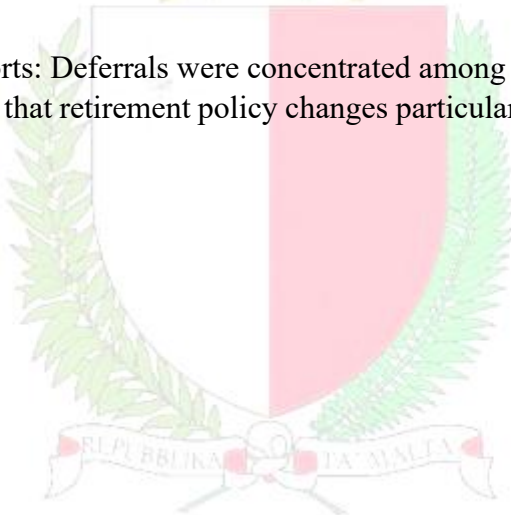 rts: Deferrals were concentrated among
that retirement policy changes particular
REPUBBLIKA TA' MALTA